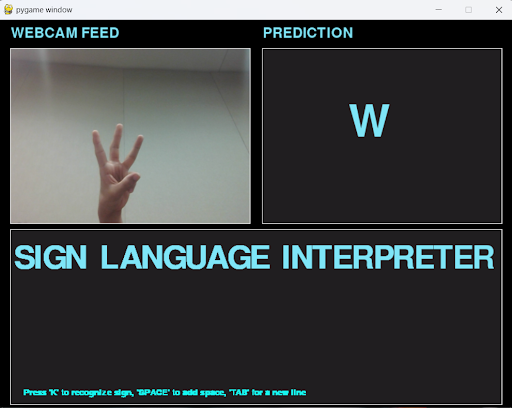 pygame window
WEBCAM FEED
PREDICTION
W
SIGN LANGUAGE INTERPRETER
Press 'K' to recognize sign, 'SPACE' to add space, 'TAB' for a new line